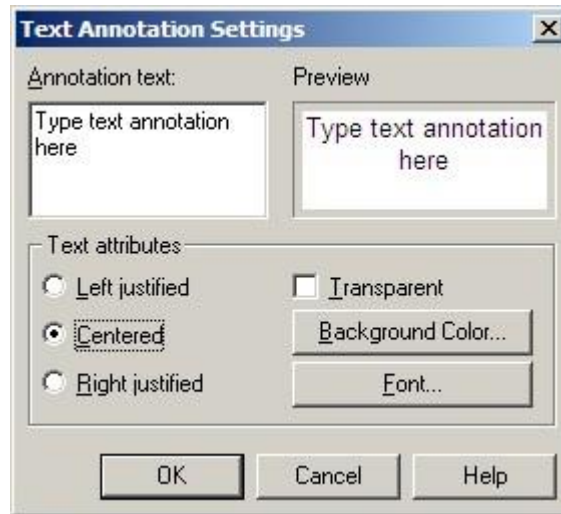 Text Annotation Settings
Annotation text:
Preview
Type text annotation
here
Type text annotation
here
Text attributes
Left justified
Transparent
Centered
Background Color...
Right justified
Font...
OK
Cancel
Help